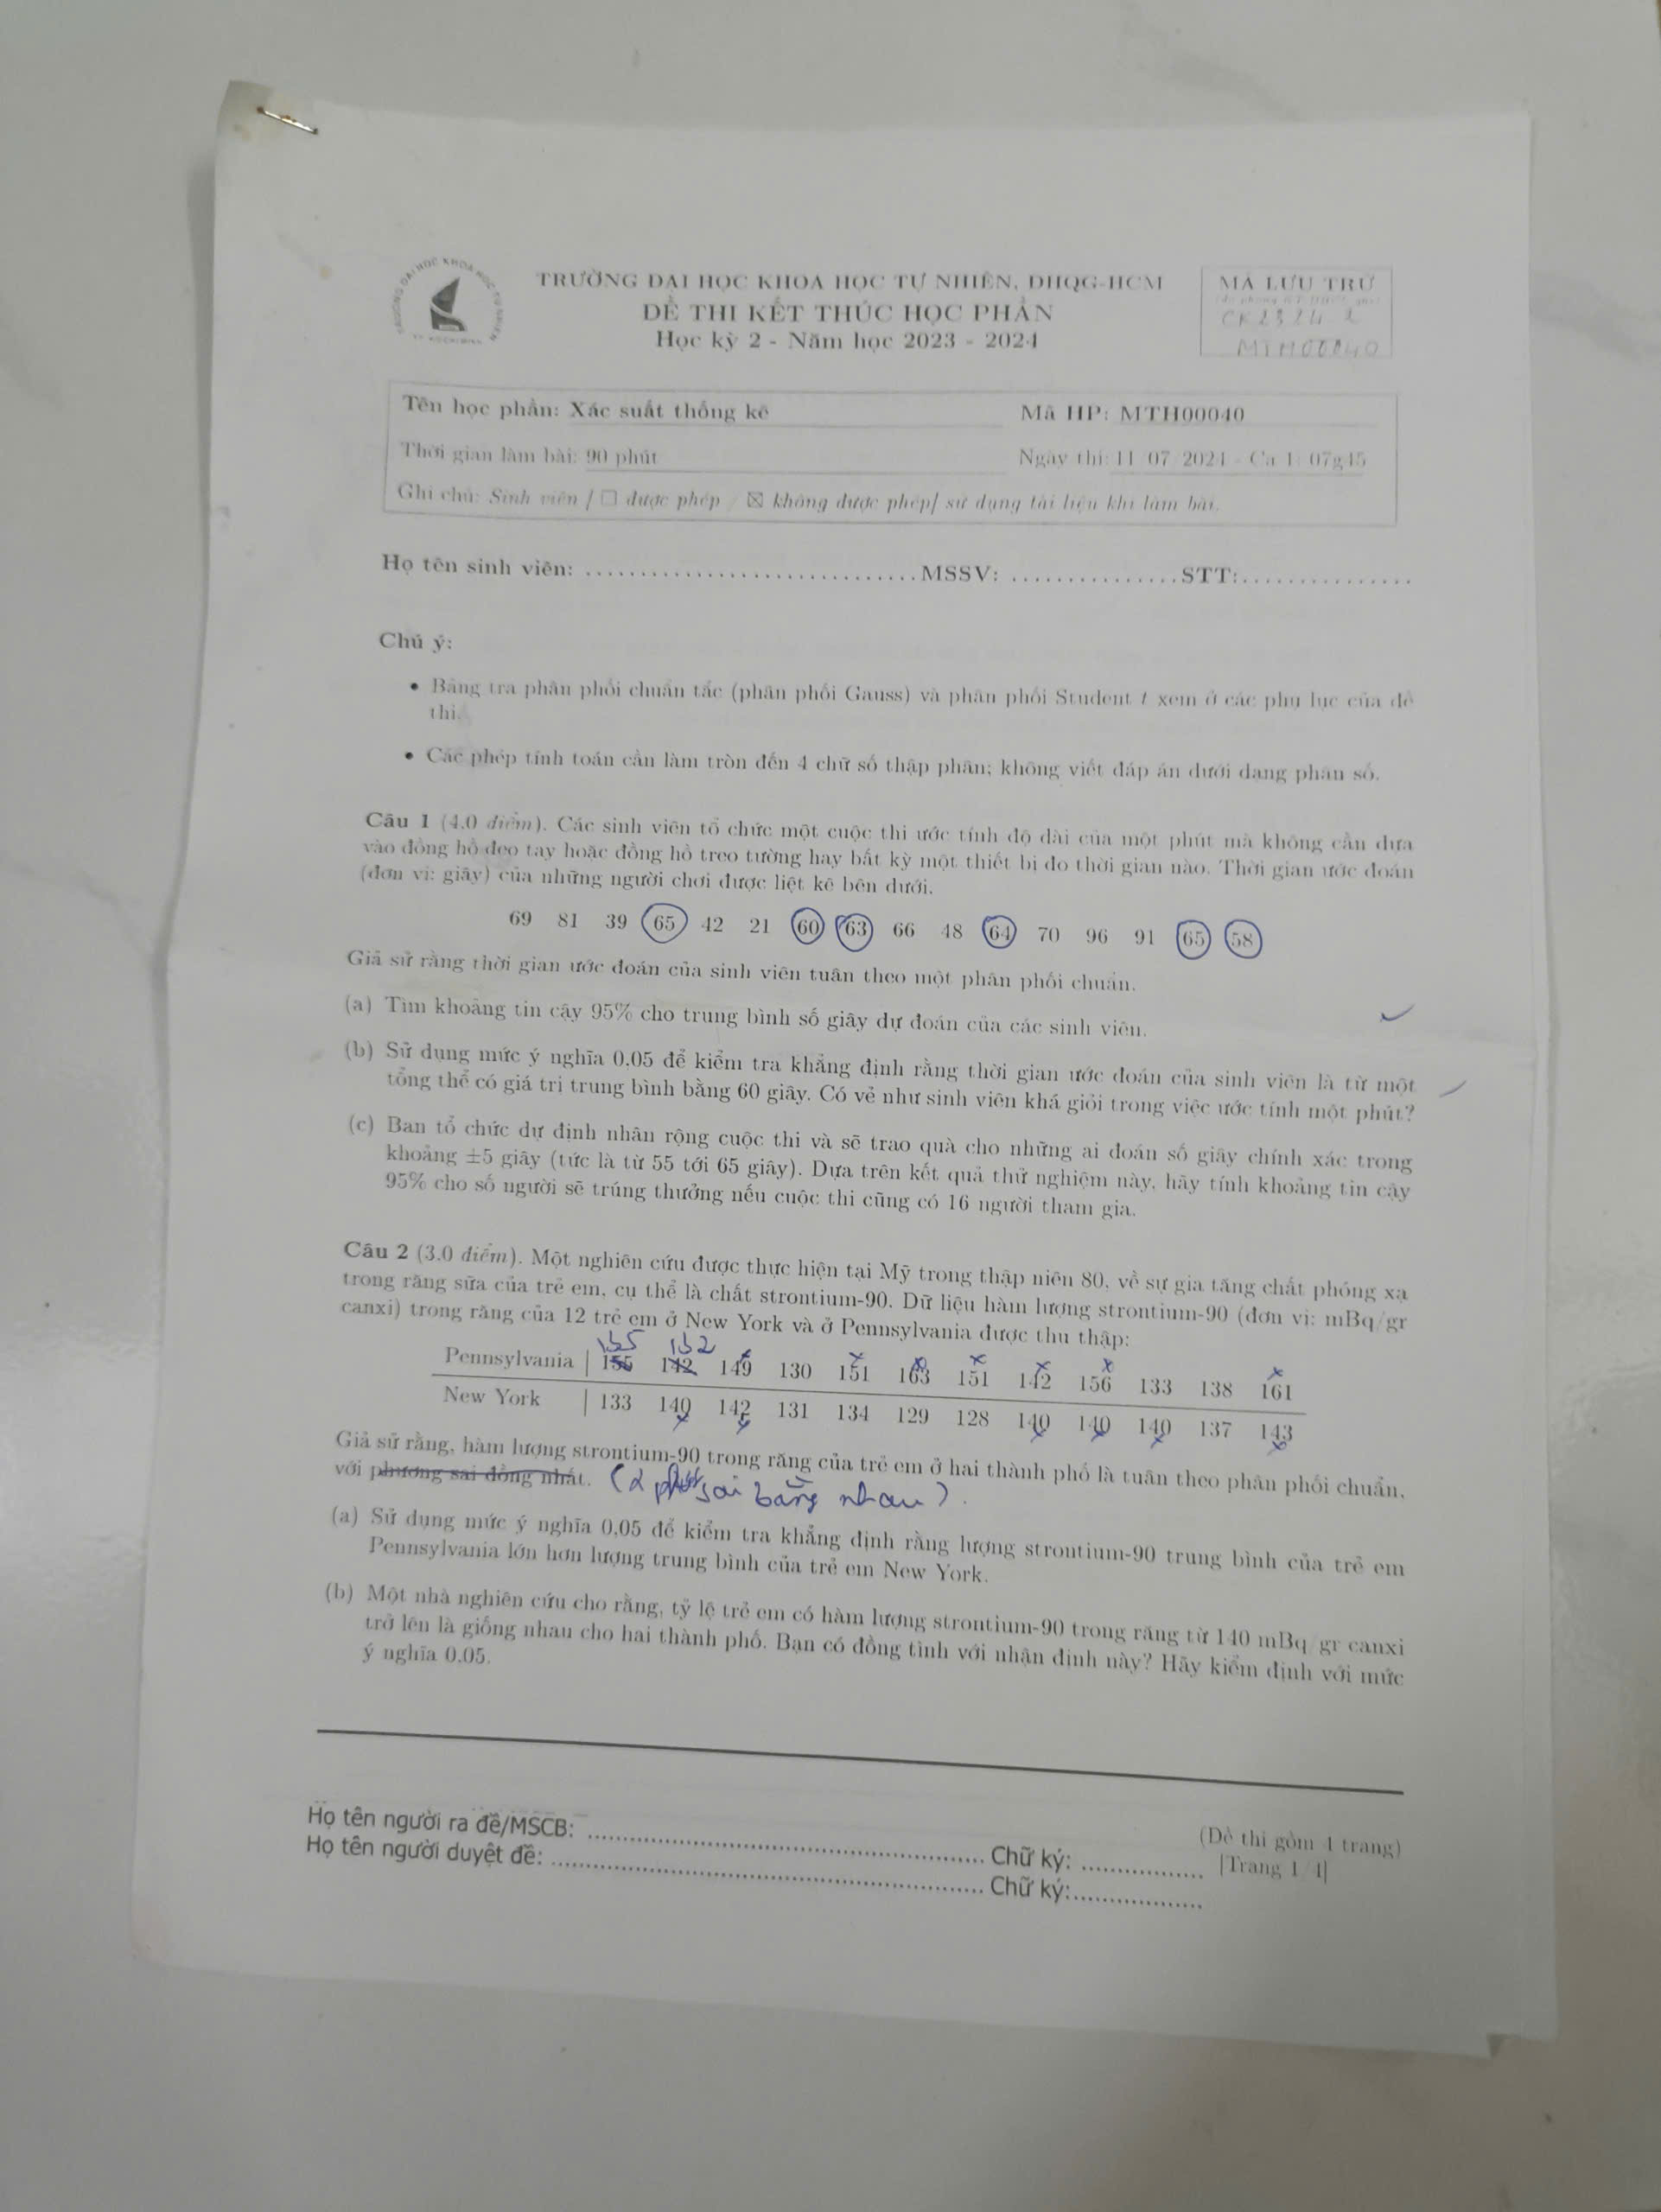 TRƯỜNG ĐẠI HỌC KHOA HỌC TỰ NHIÊN, ĐHQG-HCM
ĐỀ THI KẾT THÚC HỌC PHẦN
Học kỳ 2 - Năm học 2023 - 2024
MÃ LƯU TRỮ
MTH00040
Tên học phần: Xác suất thống kê Mã HP: MTH00040
Thời gian làm bài: 90 phút Ngày thi: 11/07/2024 - Ca 1: 07g45
Ghi chú: Sinh viên [ ☐ được phép / ☒ không được phép] sử dụng tài liệu khi làm bài.
Họ tên sinh viên: .............................. MSSV: ............... STT:...............
Chú ý:
• Bảng tra phân phối chuẩn tắc (phân phối Gauss) và phân phối Student t xem ở các phụ lục của đề
thi.
• Các phép tính toán cần làm tròn đến 4 chữ số thập phân; không viết đáp án dưới dạng phân số.
Câu 1 (4.0 điểm). Các sinh viên tổ chức một cuộc thi ước tính độ dài của một phút mà không cần dựa
vào đồng hồ đeo tay hoặc đồng hồ treo tường hay bất kỳ một thiết bị đo thời gian nào. Thời gian ước đoán
(đơn vị: giây) của những người chơi được liệt kê bên dưới.
69 81 39 65 42 21 60 63 66 48 64 70 96 91 65 58
Giả sử rằng thời gian ước đoán của sinh viên tuân theo một phân phối chuẩn.
(a) Tìm khoảng tin cậy 95% cho trung bình số giây dự đoán của các sinh viên.
(b) Sử dụng mức ý nghĩa 0.05 để kiểm tra khẳng định rằng thời gian ước đoán của sinh viên là từ một
tổng thể có giá trị trung bình bằng 60 giây. Có vẻ như sinh viên khá giỏi trong việc ước tính một phút?
(c) Ban tổ chức dự định nhân rộng cuộc thi và sẽ trao quà cho những ai đoán số giây chính xác trong
khoảng ±5 giây (tức là từ 55 tới 65 giây). Dựa trên kết quả thử nghiệm này, hãy tính khoảng tin cậy
95% cho số người sẽ trúng thưởng nếu cuộc thi cũng có 16 người tham gia.
Câu 2 (3.0 điểm). Một nghiên cứu được thực hiện tại Mỹ trong thập niên 80, về sự gia tăng chất phóng xạ
trong răng sữa của trẻ em, cụ thể là chất strontium-90. Dữ liệu hàm lượng strontium-90 (đơn vị: mBq/gr
canxi) trong răng của 12 trẻ em ở New York và ở Pennsylvania được thu thập:
135 132
Pennsylvania | 155 142 149 130 151 163 151 142 156 133 138 161
New York | 133 140 142 131 134 129 128 140 140 140 137 143
Giả sử rằng, hàm lượng strontium-90 trong răng của trẻ em ở hai thành phố là tuân theo phân phối chuẩn,
với phương sai đồng nhất. (2 phương sai bằng nhau).
(a) Sử dụng mức ý nghĩa 0,05 để kiểm tra khẳng định rằng lượng strontium-90 trung bình của trẻ em
Pennsylvania lớn hơn lượng trung bình của trẻ em New York.
(b) Một nhà nghiên cứu cho rằng, tỷ lệ trẻ em có hàm lượng strontium-90 trong răng từ 140 mBq/gr canxi
trở lên là giống nhau cho hai thành phố. Bạn có đồng tình với nhận định này? Hãy kiểm định với mức
ý nghĩa 0.05.
(Đề thi gồm 4 trang)
Họ tên người ra đề/MSCB: ........................ Chữ ký: ................ [Trang 1/4]
Họ tên người duyệt đề: ........................ Chữ ký:................